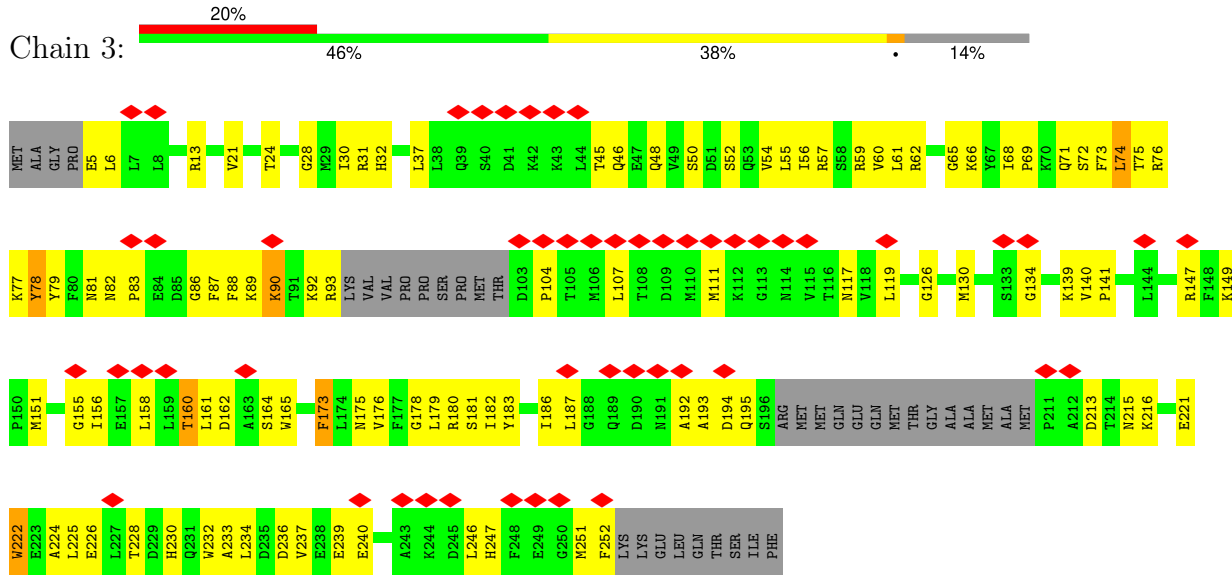 20%
Chain 3:
46% 38% • 14%
MET ALA GLY PRO E5 L6 L7 L8 R13 V21 T24 G28 M29 I30 R31 H32 L37 L38 Q39 S40 D41 K42 K43 L44 T45 Q46 E47 Q48 V49 S50 D51 S52 Q53 V54 L55 I56 R57 S58 R59 V60 L61 R62 G65 K66 Y67 I68 P69 K70 Q71 S72 F73 L74 T75 R76
K77 Y78 Y79 F80 N81 N82 P83 E84 D85 G86 F87 F88 K89 K90 T91 K92 R93 LYS VAL VAL PRO PRO SER PRO MET THR D103 P104 T105 M106 L107 T108 D109 M110 M111 K112 G113 N114 V115 T116 N117 V118 L119 G126 M130 S133 G134 K139 V140 P141 L144 R147 F148 K149
P150 M151 G155 I156 E157 L158 L159 T160 L161 D162 A163 S164 W165 F173 L174 N175 V176 F177 G178 L179 R180 S181 I182 Y183 I186 L187 G188 Q189 D190 N191 A192 A193 D194 Q195 S196 ARG MET MET GLN GLU GLN MET THR GLY ALA ALA MET ALA MET P211 A212 D213 T214 N215 K216 E221
W222 E223 A224 L225 E226 L227 T228 D229 H230 Q231 W232 A233 L234 D235 D236 V237 E238 F239 E240 A243 K244 D245 L246 H247 F248 E249 G250 M251 F252 LYS LYS GLU LEU GLN THR SER ILE PHE